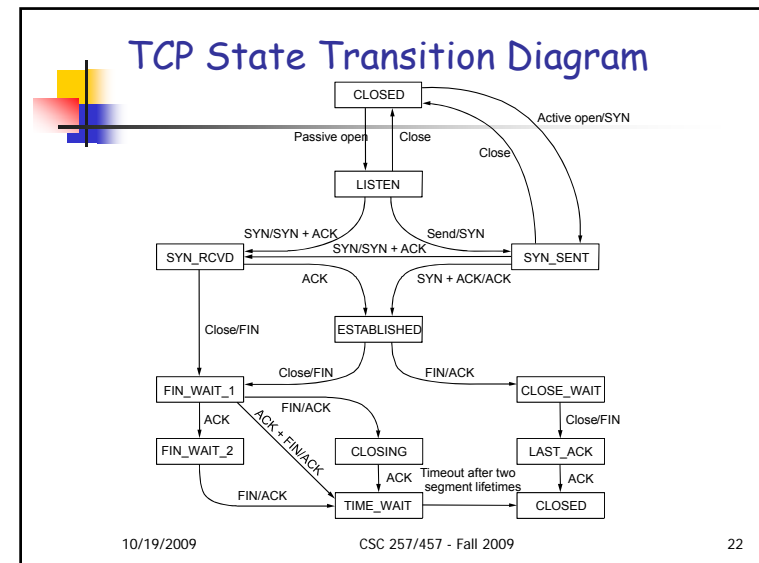 TCP State Transition Diagram
CLOSED
Active open/SYN
Passive open
Close
Close
LISTEN
SYN/SYN + ACK
Send/SYN
SYN/SYN + ACK
SYN_RCVD
SYN_SENT
ACK
SYN + ACK/ACK
Close/FIN
ESTABLISHED
Close/FIN
FIN/ACK
FIN_WAIT_1
CLOSE_WAIT
FIN/ACK
ACK
ACK + FIN/ACK
Close/FIN
FIN_WAIT_2
CLOSING
LAST_ACK
ACK
Timeout after two
segment lifetimes
ACK
FIN/ACK
TIME_WAIT
CLOSED
10/19/2009
CSC 257/457 - Fall 2009
22